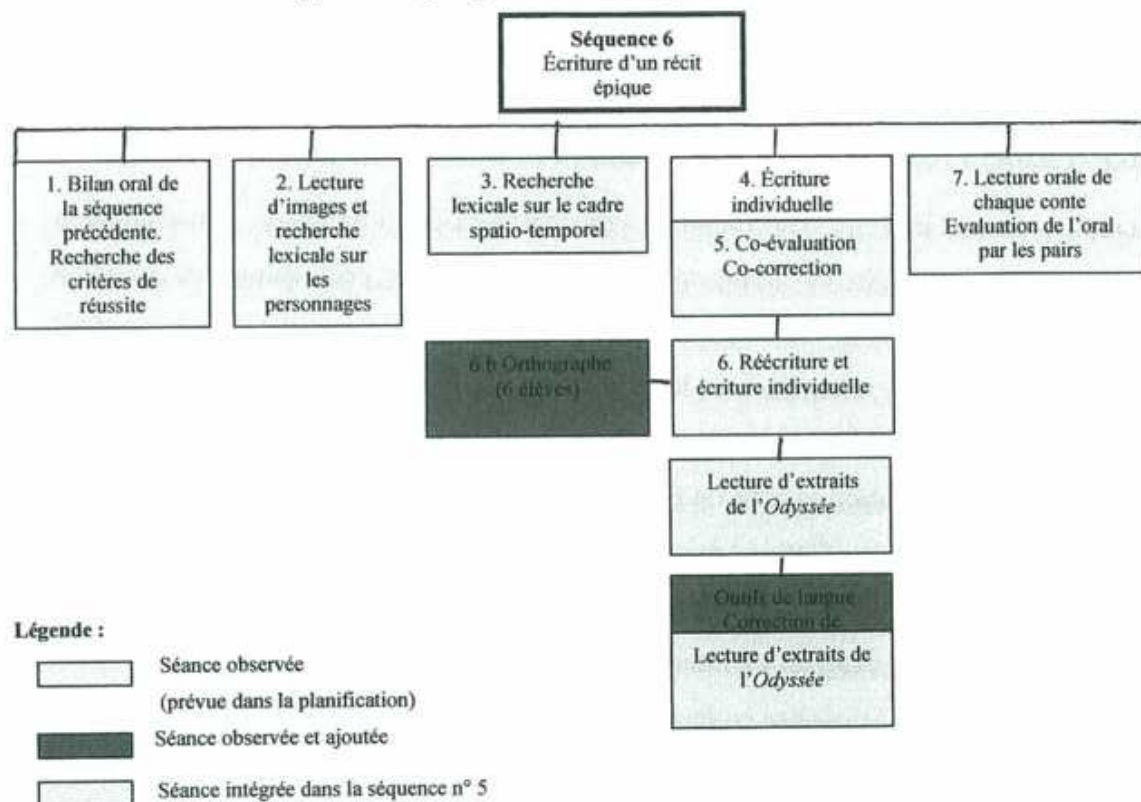 Séquence 6
Écriture d'un récit
épique
1. Bilan oral de
la séquence
précédente.
Recherche des
critères de
réussite
2. Lecture
d'images et
recherche
lexicale sur
les
personnages
3. Recherche
lexicale sur le cadre
spatio-temporel
4. Écriture
individuelle
5. Co-évaluation
Co-correction
7. Lecture orale de
chaque conte
Evaluation de l'oral
par les pairs
6 b Orthographe
(6 élèves)
6. Réécriture et
écriture individuelle
Lecture d'extraits
de l'Odyssée
Outils de langue
Correction de
Lecture d'extraits de
l'Odyssée
Légende :
Séance observée
(prévue dans la planification)
Séance observée et ajoutée
Séance intégrée dans la séquence n° 5